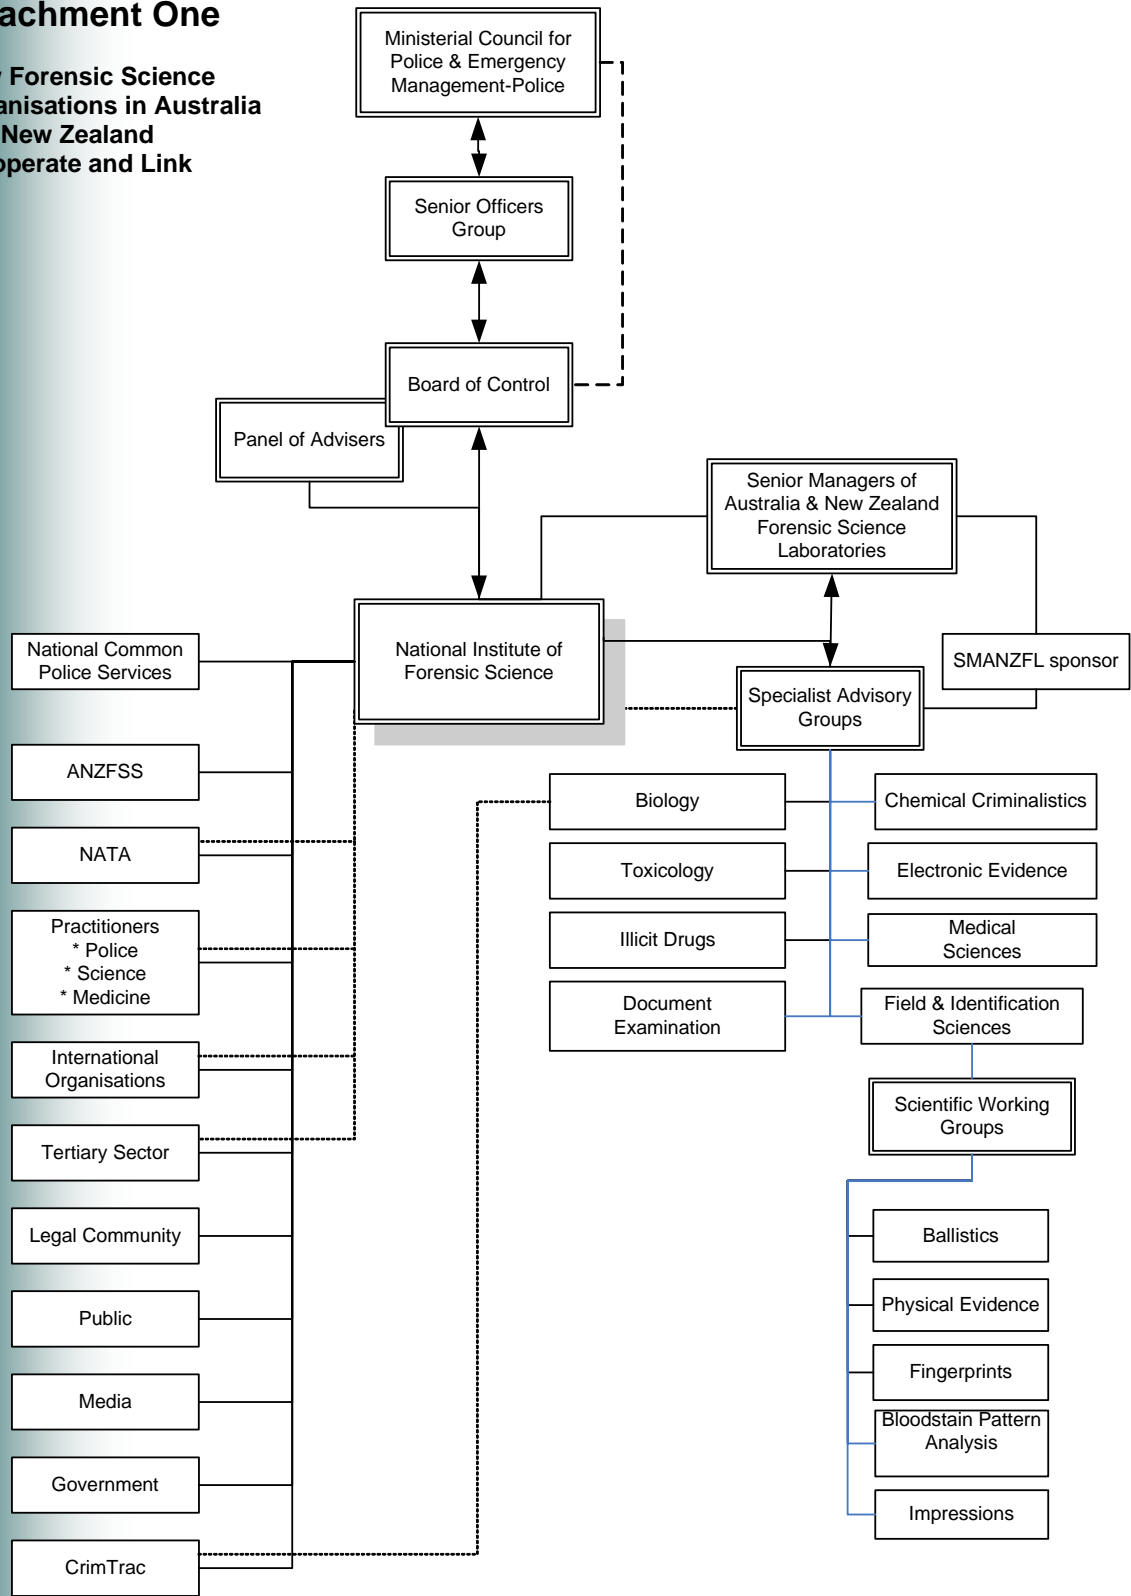 achment One
Forensic Science
anisations in Australia
New Zealand
operate and Link
Ministerial Council for
Police & Emergency
Management-Police
Senior Officers
Group
Board of Control
Panel of Advisers
Senior Managers of
Australia & New Zealand
Forensic Science
Laboratories
National Institute of
Forensic Science
SMANZFL sponsor
Specialist Advisory
Groups
National Common
Police Services
ANZFSS
NATA
Practitioners
* Police
* Science
* Medicine
International
Organisations
Tertiary Sector
Legal Community
Public
Media
Government
CrimTrac
Biology
Toxicology
Illicit Drugs
Document
Examination
Chemical Criminalistics
Electronic Evidence
Medical
Sciences
Field & Identification
Sciences
Scientific Working
Groups
Ballistics
Physical Evidence
Fingerprints
Bloodstain Pattern
Analysis
Impressions